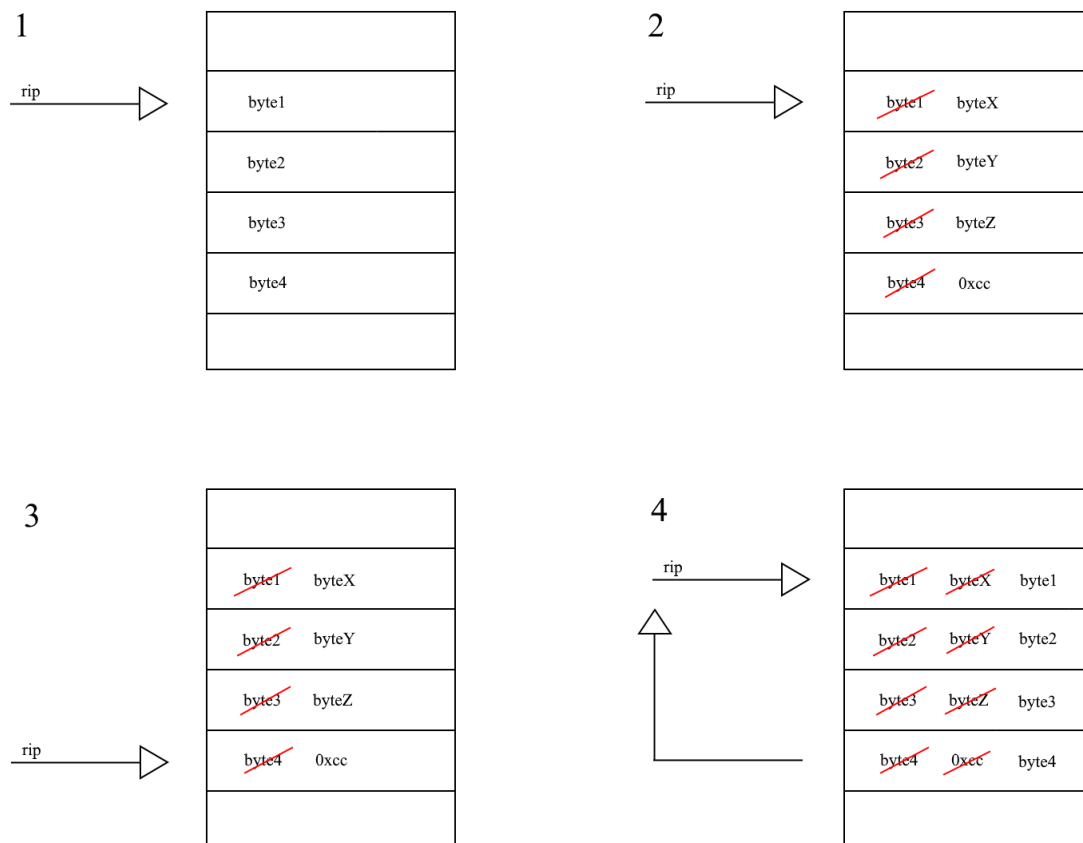 1
rip
byte1
byte2
byte3
byte4
2
rip
byte1 byteX
byte2 byteY
byte3 byteZ
byte4 0xcc
3
byte1 byteX
byte2 byteY
byte3 byteZ
rip
byte4 0xcc
4
rip
byte1 byteX byte1
byte2 byteY byte2
byte3 byteZ byte3
byte4 0xcc byte4